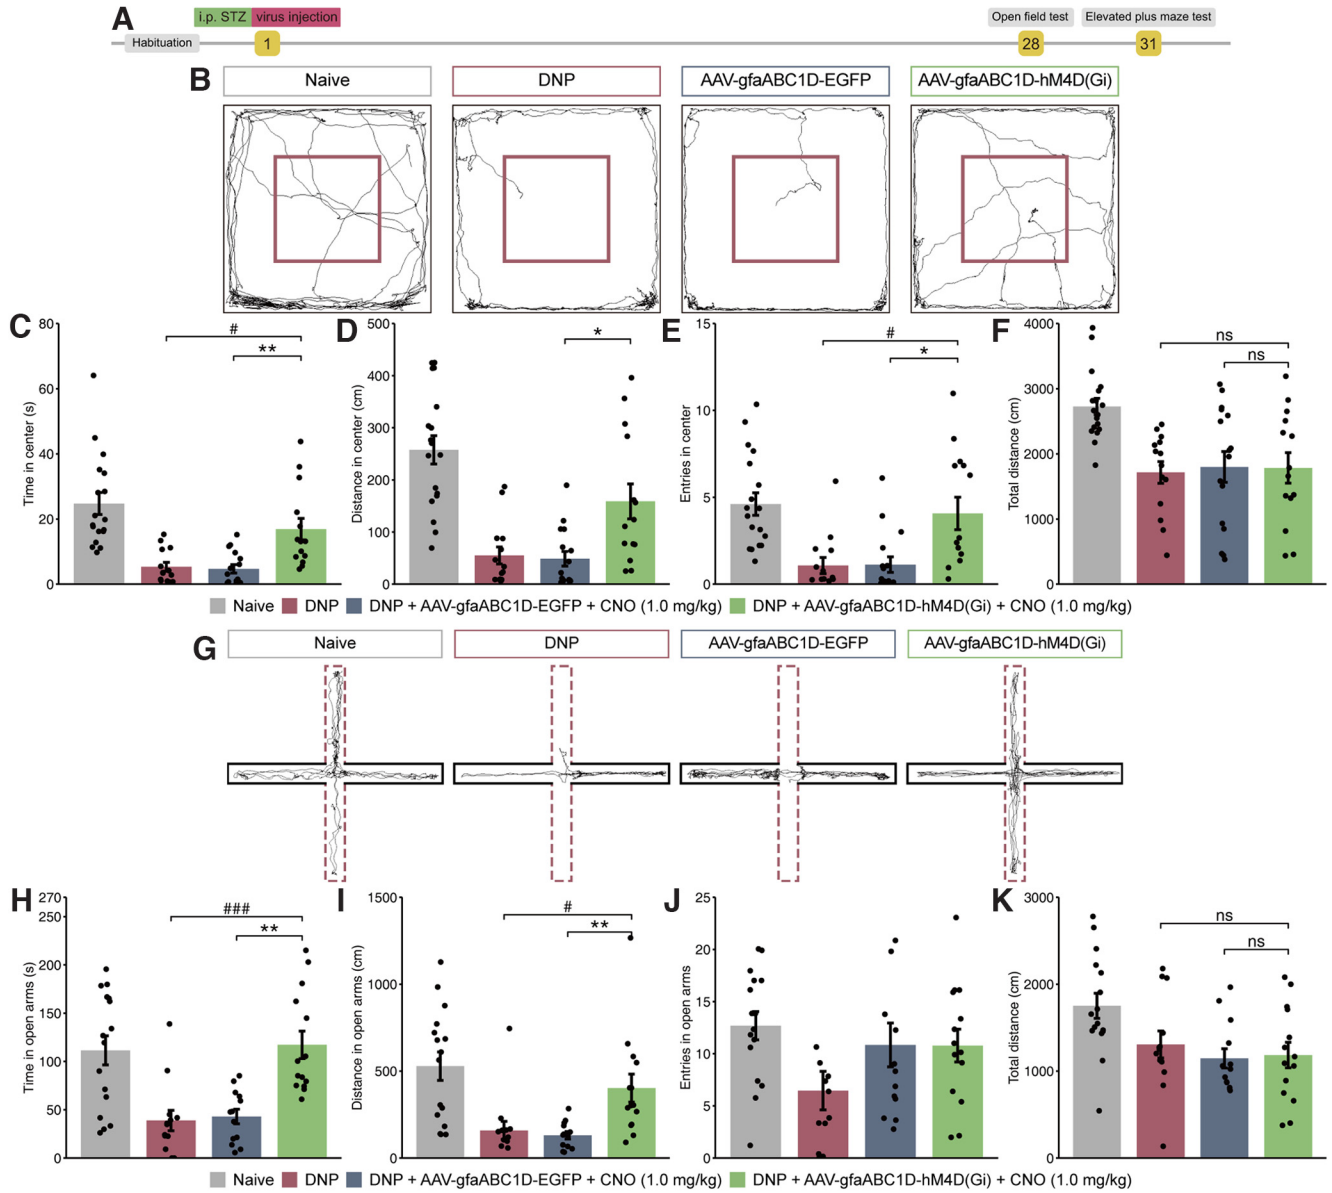 A
i.p. STZ virus injection
Open field test Elevated plus maze test
Habituation 1 28 31
B Naive DNP AAV-gfaABC1D-EGFP AAV-gfaABC1D-hM4D(Gi)
C
Time in center (s)
80
60
40
20
0
#
**
D
Distance in center (cm)
500
400
300
200
100
0
*
E
Entries in center
15
10
5
0
#
*
F
Total distance (cm)
4000
3000
2000
1000
0
ns
ns
Naive DNP DNP + AAV-gfaABC1D-EGFP + CNO (1.0 mg/kg) DNP + AAV-gfaABC1D-hM4D(Gi) + CNO (1.0 mg/kg)
G Naive DNP AAV-gfaABC1D-EGFP AAV-gfaABC1D-hM4D(Gi)
H
Time in open arms (s)
270
250
200
150
100
50
0
###
**
I
Distance in open arms (cm)
1500
1000
500
0
#
**
J
Entries in open arms
25
20
15
10
5
0
K
Total distance (cm)
3000
2000
1000
0
ns
ns
Naive DNP DNP + AAV-gfaABC1D-EGFP + CNO (1.0 mg/kg) DNP + AAV-gfaABC1D-hM4D(Gi) + CNO (1.0 mg/kg)